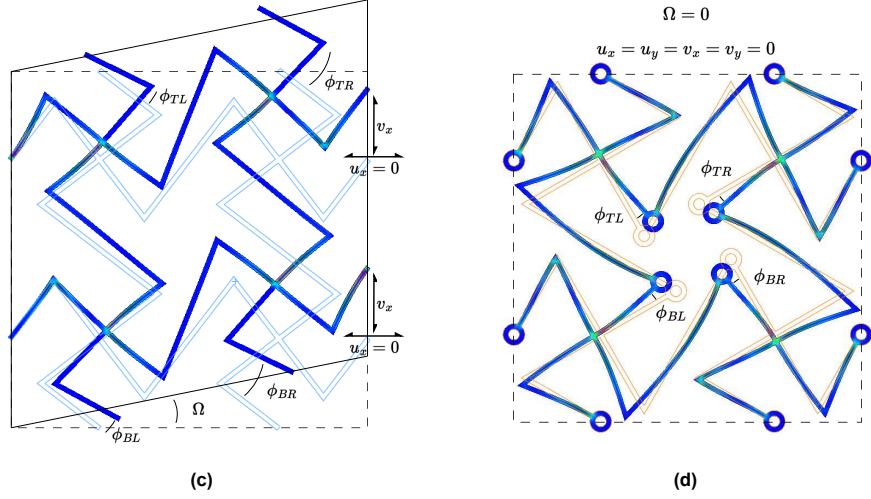 Ω = 0
u_x = u_y = v_x = v_y = 0
ϕ_TL
ϕ_TR
v_x
u_x = 0
ϕ_TR
ϕ_TL
v_x
ϕ_BR
ϕ_BL
u_x = 0
ϕ_BR
Ω
ϕ_BL
(c)
(d)